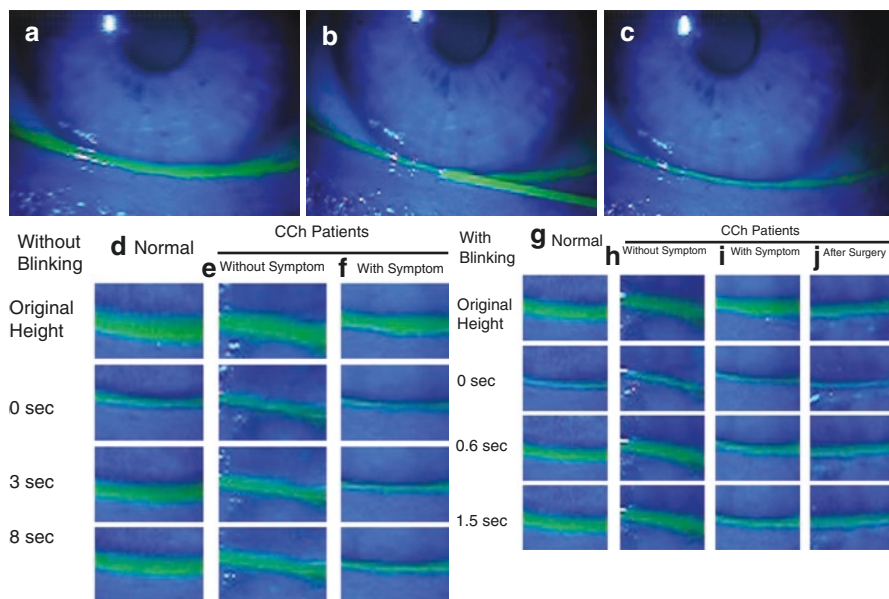 a
b
c
Without
Blinking
d Normal
CCh Patients
e Without Symptom
f With Symptom
Original
Height
0 sec
3 sec
8 sec
With
Blinking
g Normal
CCh Patients
h Without Symptom
i With Symptom
j After Surgery
Original
Height
0 sec
0.6 sec
1.5 sec